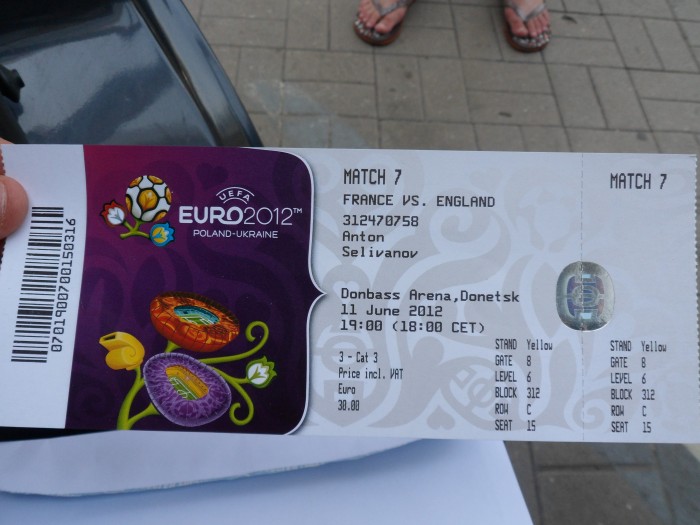 0701900700150316
UEFA
EURO2012™
POLAND-UKRAINE
MATCH 7
FRANCE VS. ENGLAND
312470758
Anton
Selivanov
Donbass Arena,Donetsk
11 June 2012
19:00 (18:00 CET)
3 - Cat 3
Price incl. VAT
Euro
30.00
STAND Yellow
GATE 8
LEVEL 6
BLOCK 312
ROW C
SEAT 15
MATCH 7
STAND Yellow
GATE 8
LEVEL 6
BLOCK 312
ROW C
SEAT 15